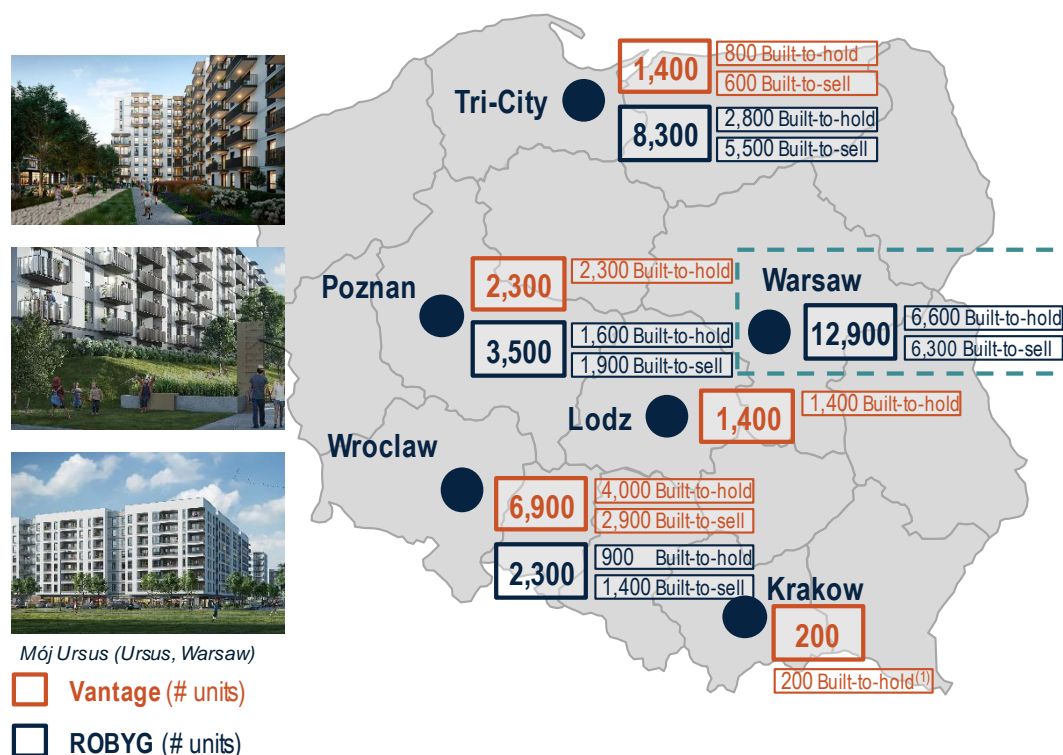 Tri-City
1,400
800 Built-to-hold
600 Built-to-sell
8,300
2,800 Built-to-hold
5,500 Built-to-sell
Poznan
2,300
2,300 Built-to-hold
3,500
1,600 Built-to-hold
1,900 Built-to-sell
Warsaw
12,900
6,600 Built-to-hold
6,300 Built-to-sell
Lodz
1,400
1,400 Built-to-hold
Wroclaw
6,900
4,000 Built-to-hold
2,900 Built-to-sell
2,300
900 Built-to-hold
1,400 Built-to-sell
Krakow
200
200 Built-to-hold(1)
Mój Ursus (Ursus, Warsaw)
Vantage (# units)
ROBYG (# units)